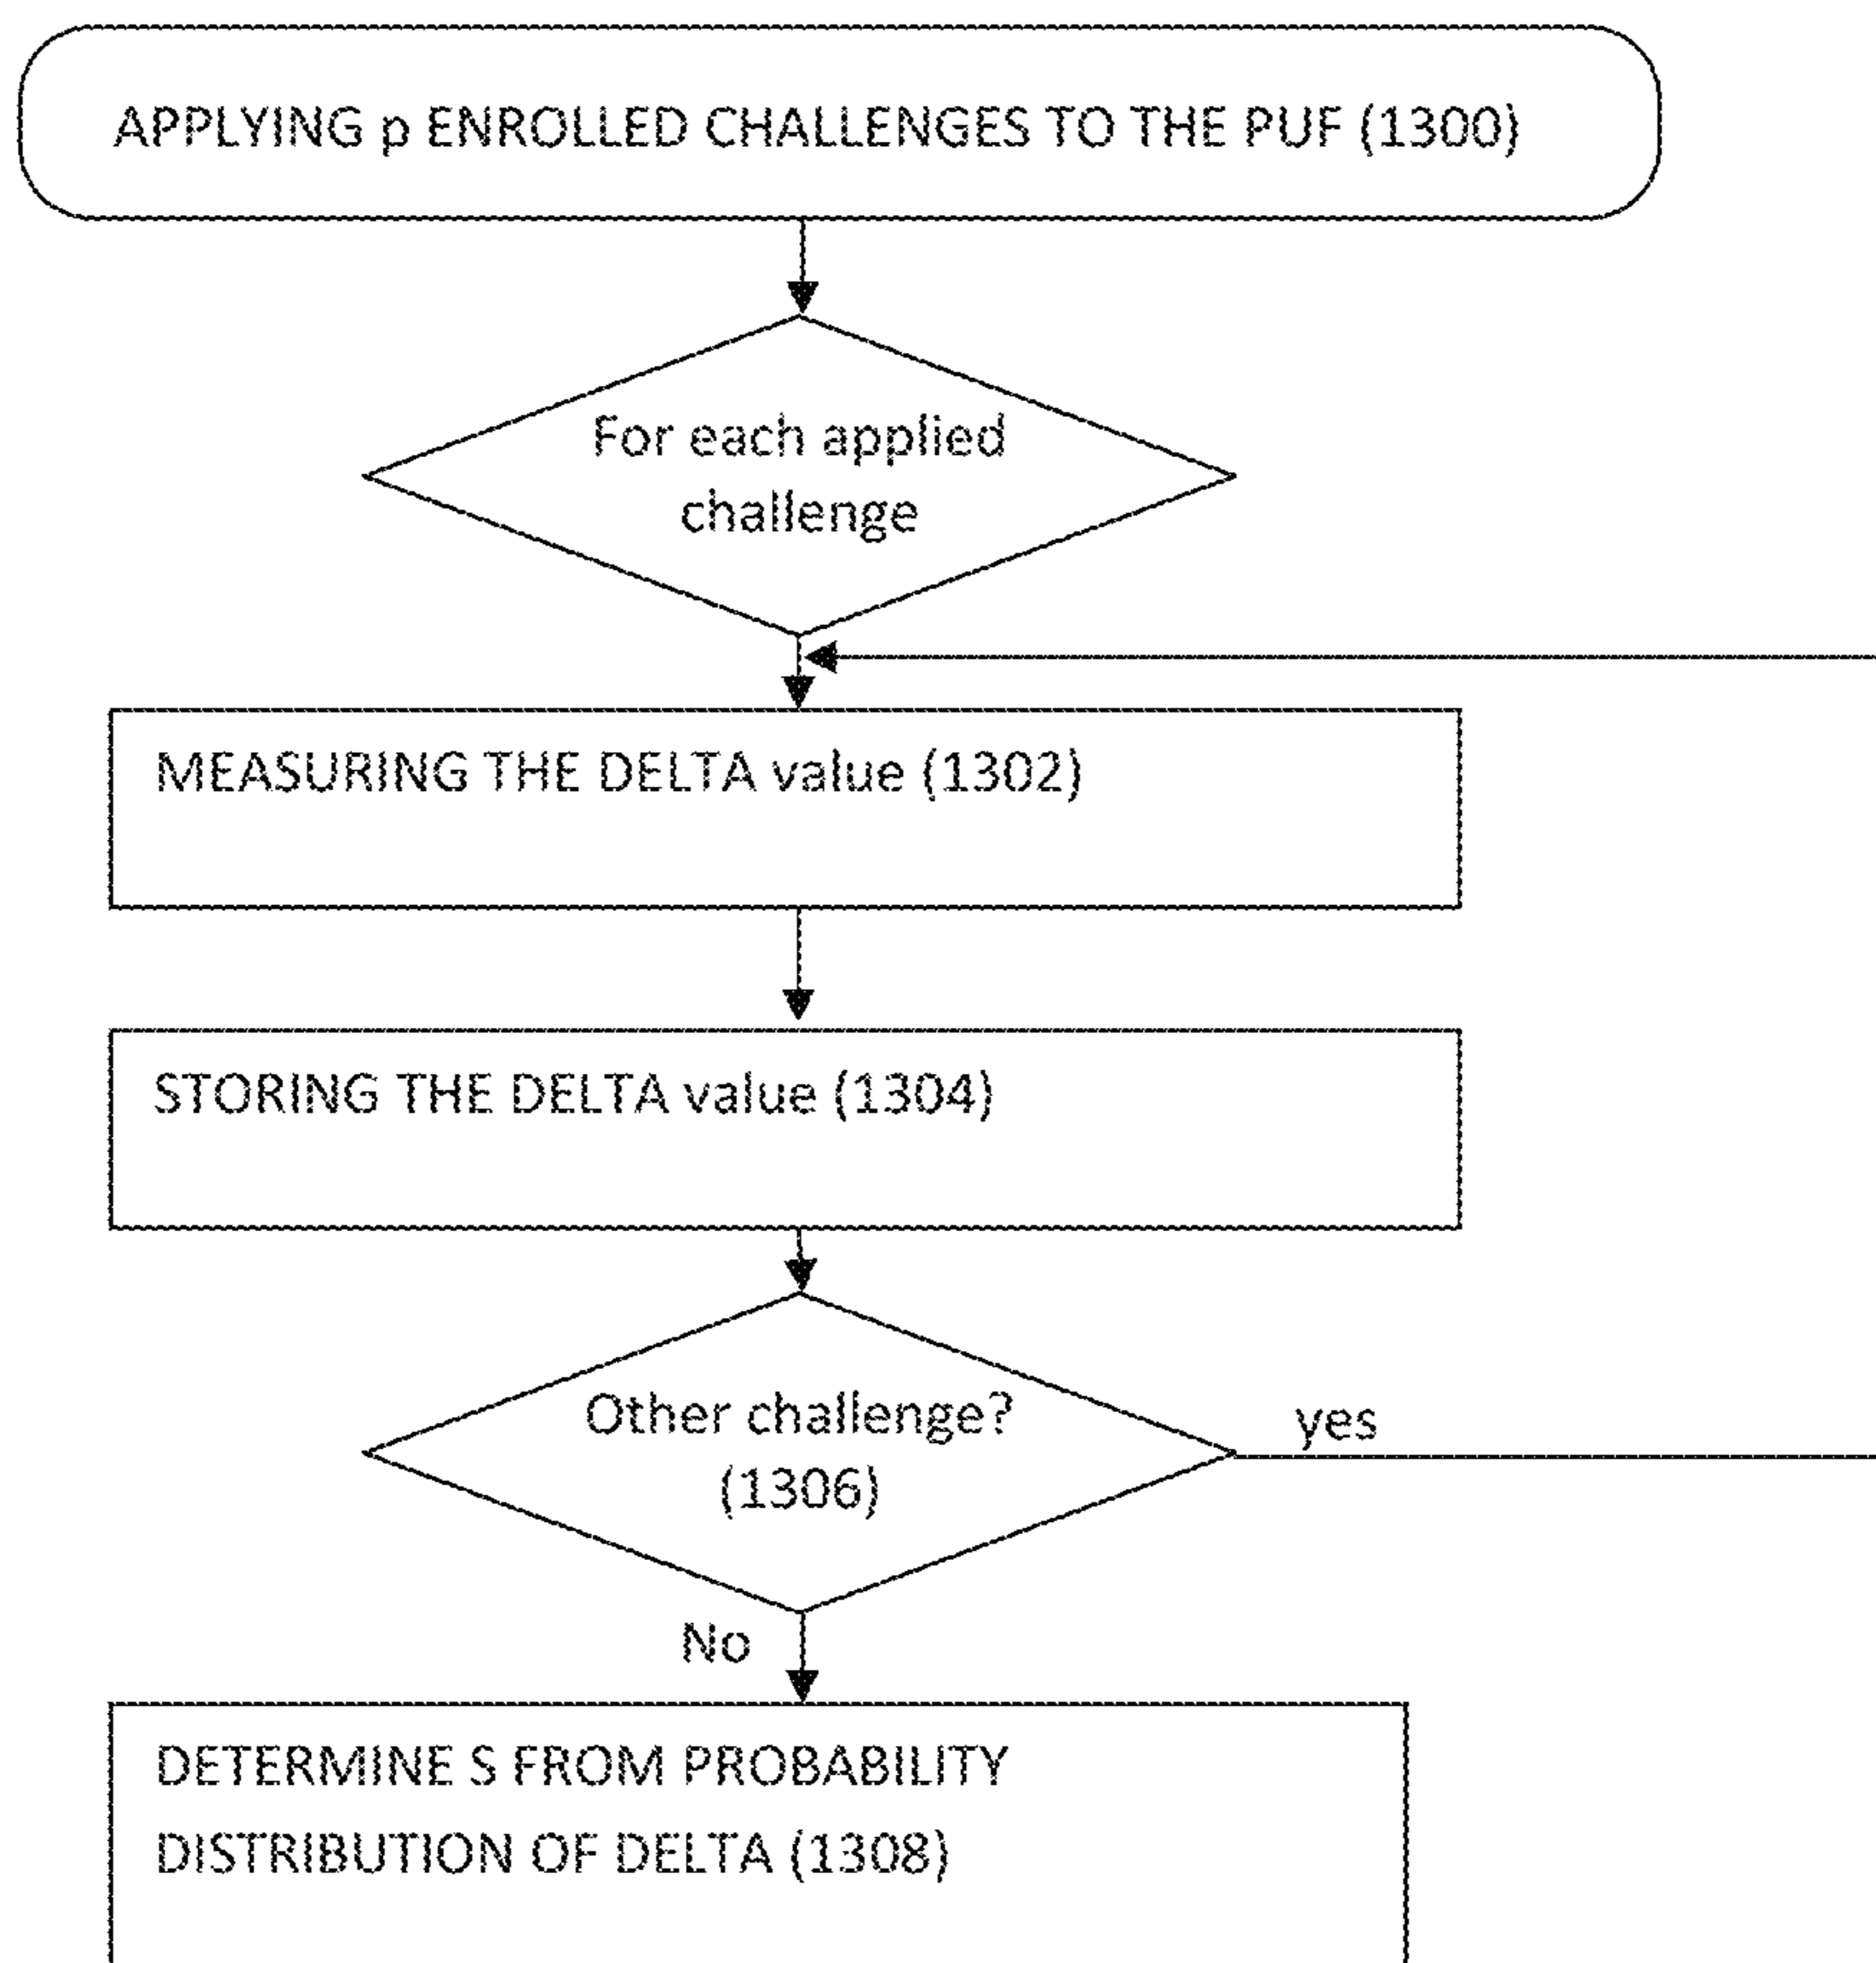 APPLYING p ENROLLED CHALLENGES TO THE PUF (1300)
For each applied
challenge
MEASURING THE DELTA value (1302)
STORING THE DELTA value (1304)
Other challenge?
(1306)
yes
No
DETERMINE S FROM PROBABILITY
DISTRIBUTION OF DELTA (1308)